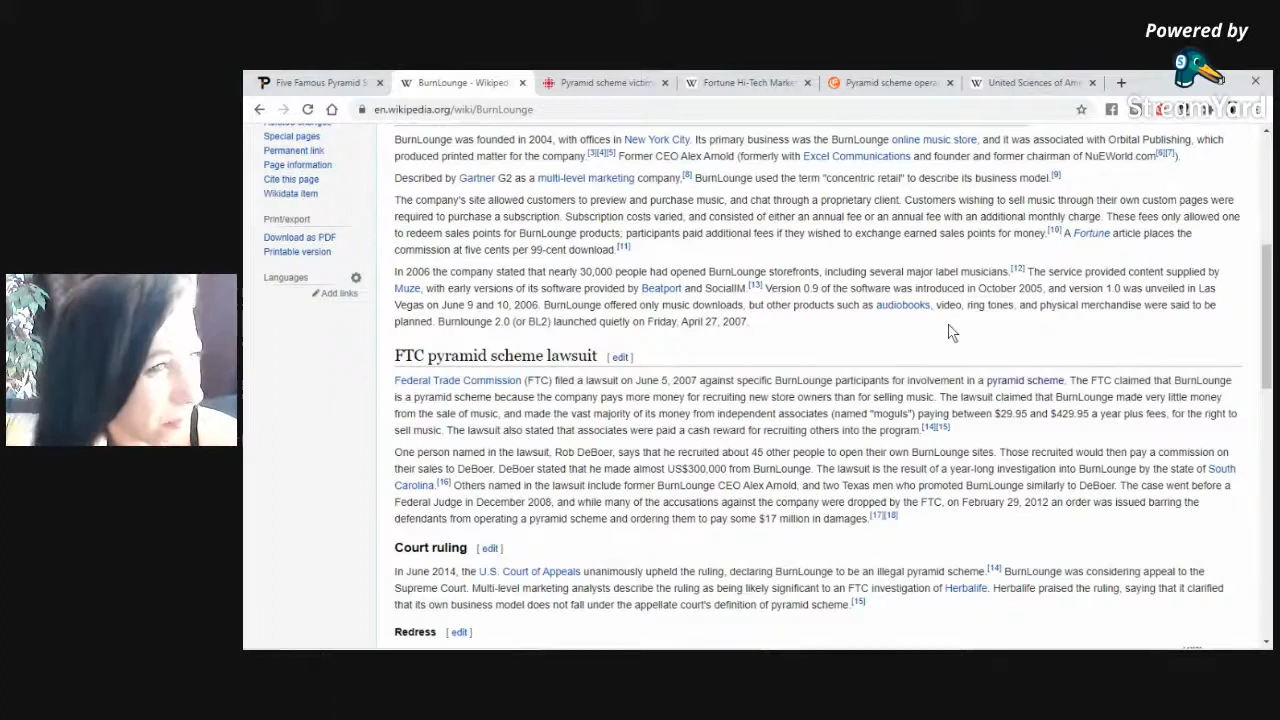 Powered by
StreamYard
Five Famous Pyramid S
BurnLounge - Wikiped
Pyramid scheme victim
Fortune Hi-Tech Market
Pyramid scheme opera
United Sciences of Ame
en.wikipedia.org/wiki/BurnLounge
Special pages
Permanent link
Page information
Cite this page
Wikidata item
Print/export
Download as PDF
Printable version
Languages
Add links
BurnLounge was founded in 2004, with offices in New York City. Its primary business was the BurnLounge online music store, and it was associated with Orbital Publishing, which
produced printed matter for the company.[3][4][5] Former CEO Alex Arnold (formerly with Excel Communications and founder and former chairman of NuEWorld.com[6][7]).
Described by Gartner G2 as a multi-level marketing company,[8] BurnLounge used the term "concentric retail" to describe its business model.[9]
The company's site allowed customers to preview and purchase music, and chat through a proprietary client. Customers wishing to sell music through their own custom pages were
required to purchase a subscription. Subscription costs varied, and consisted of either an annual fee or an annual fee with an additional monthly charge. These fees only allowed one
to redeem sales points for BurnLounge products; participants paid additional fees if they wished to exchange earned sales points for money.[10] A Fortune article places the
commission at five cents per 99-cent download.[11]
In 2006 the company stated that nearly 30,000 people had opened BurnLounge storefronts, including several major label musicians.[12] The service provided content supplied by
Muze, with early versions of its software provided by Beatport and SocialIM.[13] Version 0.9 of the software was introduced in October 2005, and version 1.0 was unveiled in Las
Vegas on June 9 and 10, 2006. BurnLounge offered only music downloads, but other products such as audiobooks, video, ring tones, and physical merchandise were said to be
planned. Burnlounge 2.0 (or BL2) launched quietly on Friday, April 27, 2007.
FTC pyramid scheme lawsuit [ edit ]
Federal Trade Commission (FTC) filed a lawsuit on June 5, 2007 against specific BurnLounge participants for involvement in a pyramid scheme. The FTC claimed that BurnLounge
is a pyramid scheme because the company pays more money for recruiting new store owners than for selling music. The lawsuit claimed that BurnLounge made very little money
from the sale of music, and made the vast majority of its money from independent associates (named "moguls") paying between $29.95 and $429.95 a year plus fees, for the right to
sell music. The lawsuit also stated that associates were paid a cash reward for recruiting others into the program.[14][15]
One person named in the lawsuit, Rob DeBoer, says that he recruited about 45 other people to open their own BurnLounge sites. Those recruited would then pay a commission on
their sales to DeBoer. DeBoer stated that he made almost US$300,000 from BurnLounge. The lawsuit is the result of a year-long investigation into BurnLounge by the state of South
Carolina.[16] Others named in the lawsuit include former BurnLounge CEO Alex Arnold, and two Texas men who promoted BurnLounge similarly to DeBoer. The case went before a
Federal Judge in December 2008, and while many of the accusations against the company were dropped by the FTC, on February 29, 2012 an order was issued barring the
defendants from operating a pyramid scheme and ordering them to pay some $17 million in damages.[17][18]
Court ruling [ edit ]
In June 2014, the U.S. Court of Appeals unanimously upheld the ruling, declaring BurnLounge to be an illegal pyramid scheme.[14] BurnLounge was considering appeal to the
Supreme Court. Multi-level marketing analysts describe the ruling as being likely significant to an FTC investigation of Herbalife. Herbalife praised the ruling, saying that it clarified
that its own business model does not fall under the appellate court's definition of pyramid scheme.[15]
Redress [ edit ]